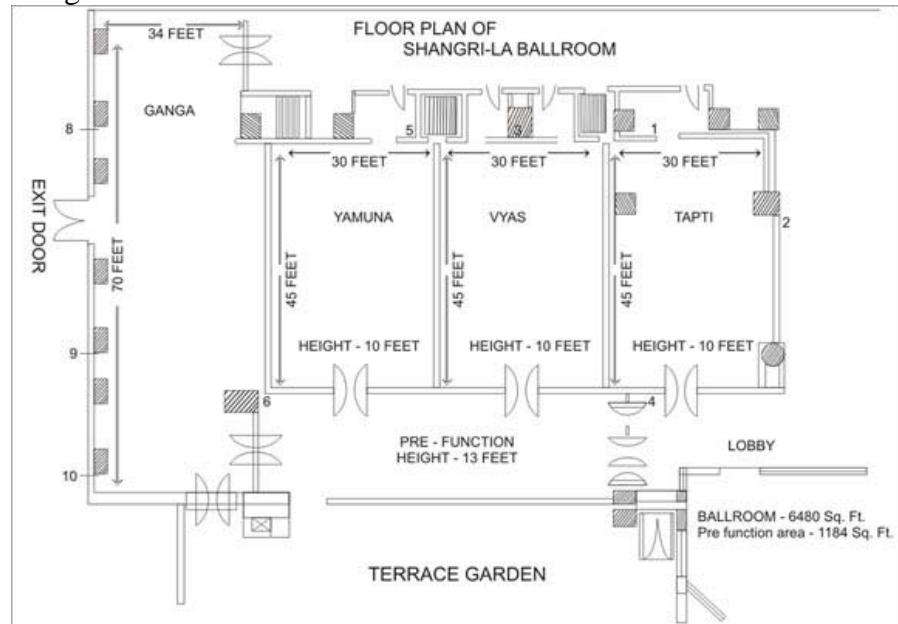 34 FEET
FLOOR PLAN OF
SHANGRI-LA BALLROOM
GANGA
8
5
3
1
30 FEET
30 FEET
30 FEET
EXIT DOOR
YAMUNA
VYAS
TAPTI
2
70 FEET
45 FEET
45 FEET
45 FEET
HEIGHT - 10 FEET
HEIGHT - 10 FEET
HEIGHT - 10 FEET
9
6
4
PRE - FUNCTION
HEIGHT - 13 FEET
LOBBY
10
BALLROOM - 6480 Sq. Ft.
Pre function area - 1184 Sq. Ft.
TERRACE GARDEN